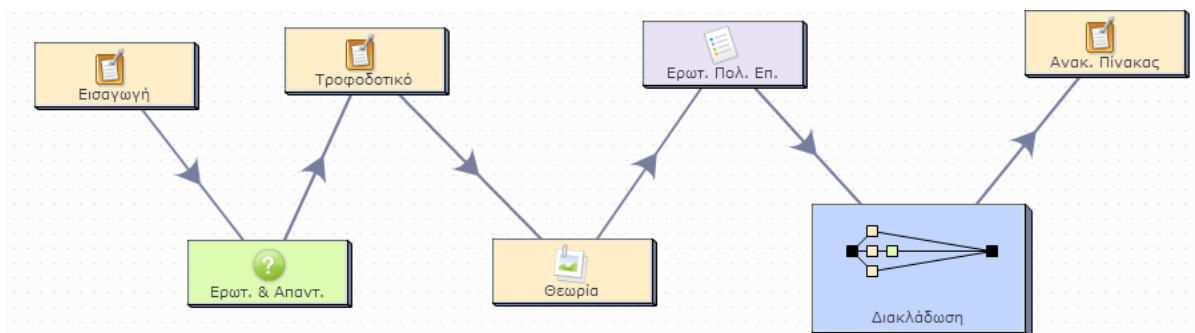 Εισαγωγή
Ερωτ. & Απαντ.
Τροφοδοτικό
Θεωρία
Ερωτ. Πολ. Επ.
Διακλάδωση
Ανακ. Πίνακας